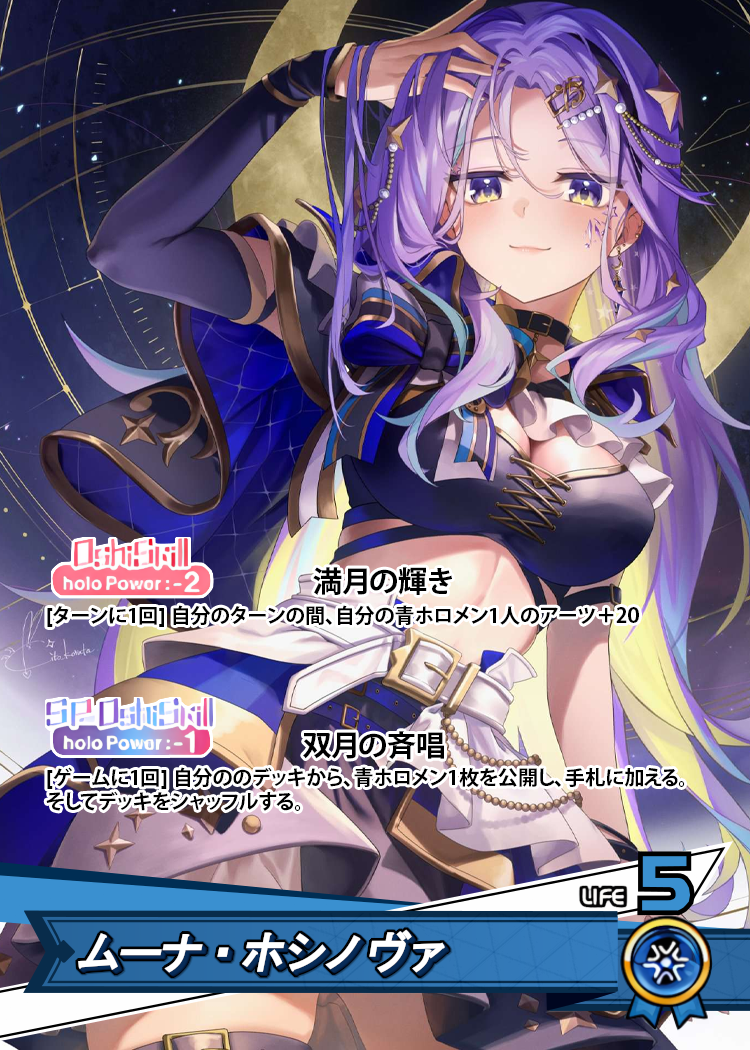 OshiSkill
holo Power:-2
満月の輝き
[ターンに1回] 自分のターンの間、自分の青ホロメン1人のアーツ＋20
SP OshiSkill
holo Power:-1
双月の斉唱
[ゲームに1回] 自分ののデッキから、青ホロメン1枚を公開し、手札に加える。
そしてデッキをシャッフルする。
LIFE 5
ムーナ・ホシノヴァ